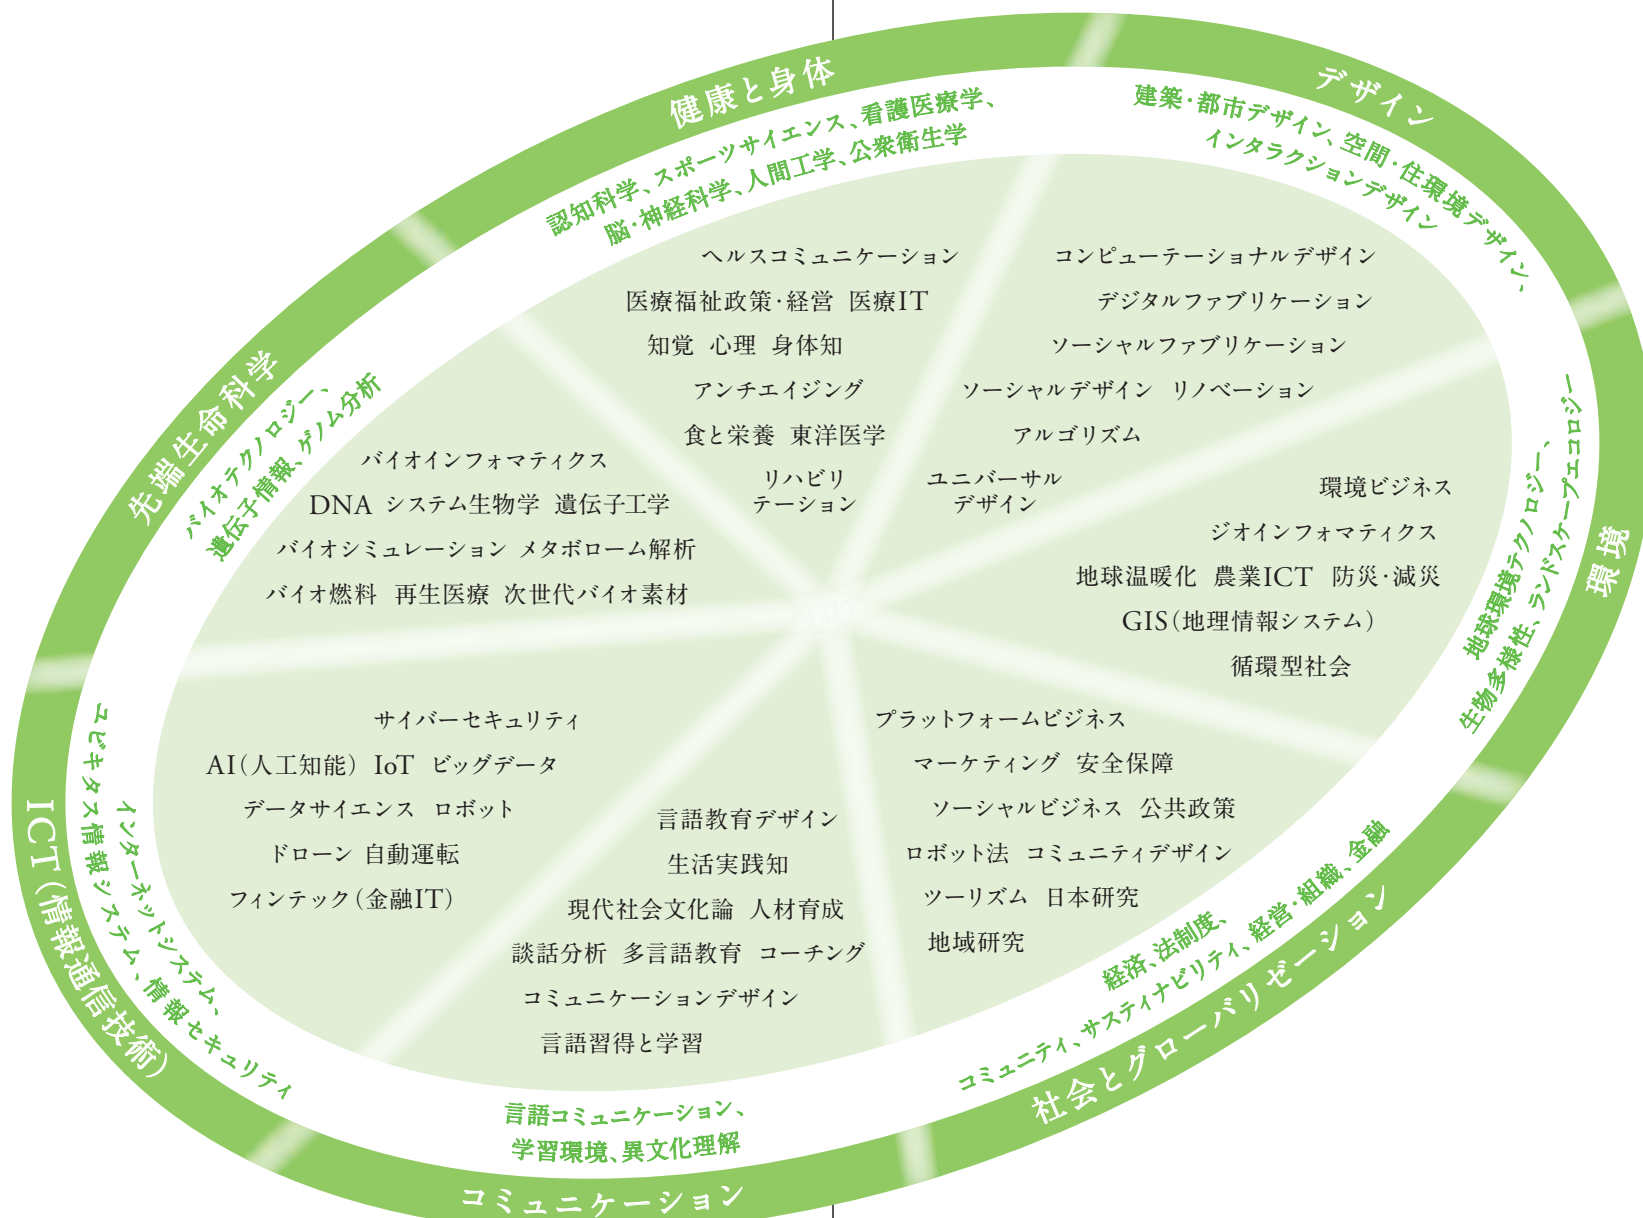 健康と身体
認知科学、スポーツサイエンス、看護医療学、
脳・神経科学、人間工学、公衆衛生学
ヘルスコミュニケーション
医療福祉政策・経営 医療IT
知覚 心理 身体知
アンチエイジング
食と栄養 東洋医学
リハビリ
テーション
デザイン
建築・都市デザイン、空間・住環境デザイン、
インタラクションデザイン
コンピューテーショナルデザイン
デジタルファブリケーション
ソーシャルファブリケーション
ソーシャルデザイン リノベーション
アルゴリズム
ユニバーサル
デザイン
環境
地球環境テクノロジー、
生物多様性、ランドスケープエコロジー
環境ビジネス
ジオインフォマティクス
地球温暖化 農業ICT 防災・減災
GIS（地理情報システム）
循環型社会
社会とグローバリゼーション
経済、法制度、
コミュニティ、サスティナビリティ、経営・組織、金融
プラットフォームビジネス
マーケティング 安全保障
ソーシャルビジネス 公共政策
ロボット法 コミュニティデザイン
ツーリズム 日本研究
地域研究
コミュニケーション
言語コミュニケーション、
学習環境、異文化理解
言語教育デザイン
生活実践知
現代社会文化論 人材育成
談話分析 多言語教育 コーチング
コミュニケーションデザイン
言語習得と学習
ICT（情報通信技術）
インターネットシステム、
ユビキタス情報システム、情報セキュリティ
サイバーセキュリティ
AI（人工知能） IoT ビッグデータ
データサイエンス ロボット
ドローン 自動運転
フィンテック（金融IT）
先端生命科学
バイオテクノロジー、
遺伝子情報、ゲノム分析
バイオインフォマティクス
DNA システム生物学 遺伝子工学
バイオシミュレーション メタボローム解析
バイオ燃料 再生医療 次世代バイオ素材